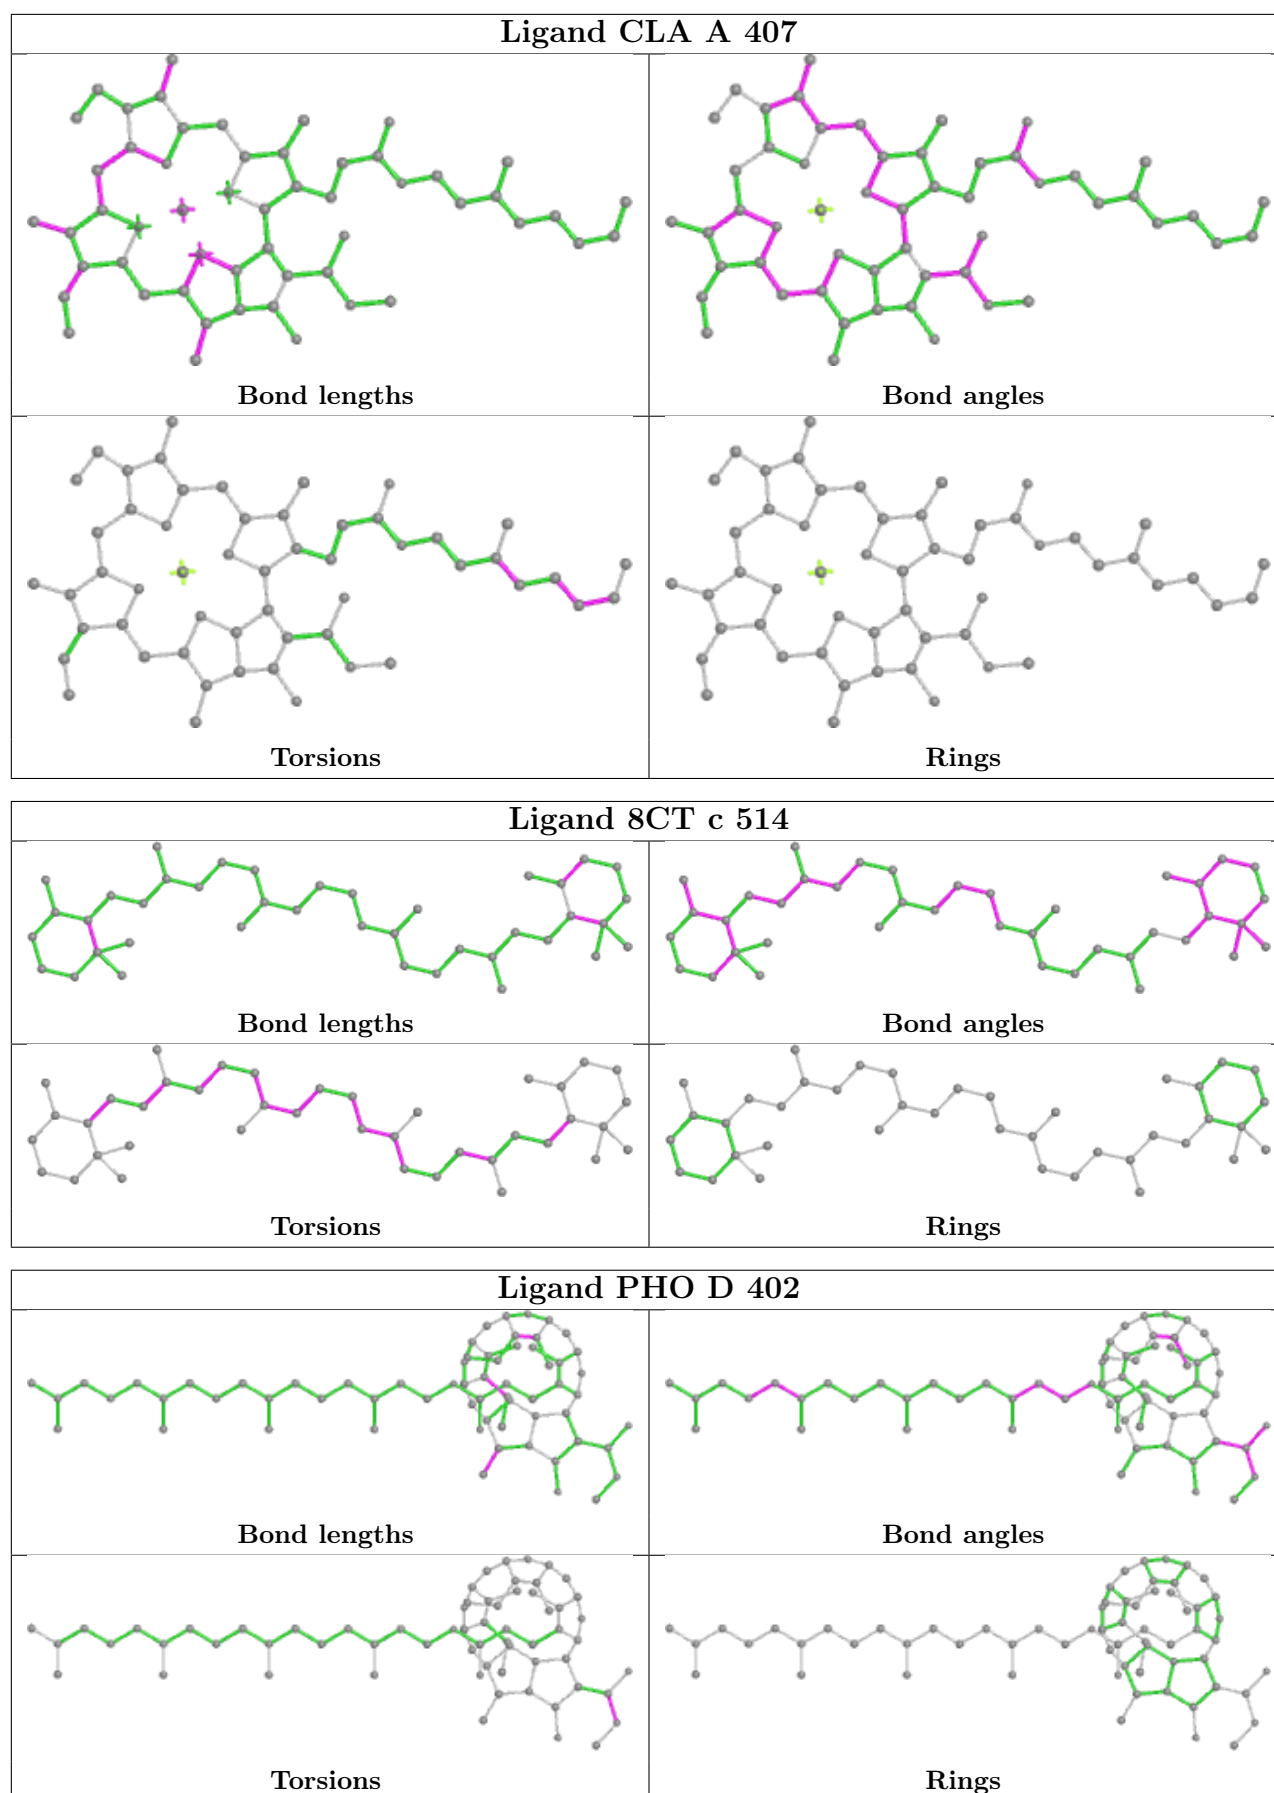 Ligand CLA A 407
Bond lengths
Bond angles
Torsions
Rings
Ligand 8CT c 514
Bond lengths
Bond angles
Torsions
Rings
Ligand PHO D 402
Bond lengths
Bond angles
Torsions
Rings